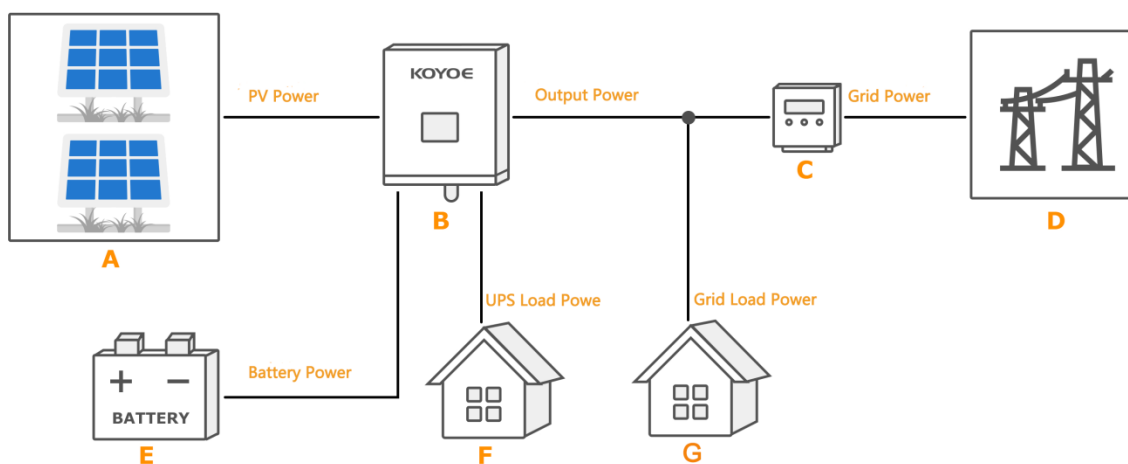 PV Power
KOYOE
Output Power
Grid Power
A
B
C
D
UPS Load Powe
Grid Load Power
Battery Power
+ −
BATTERY
E
F
G